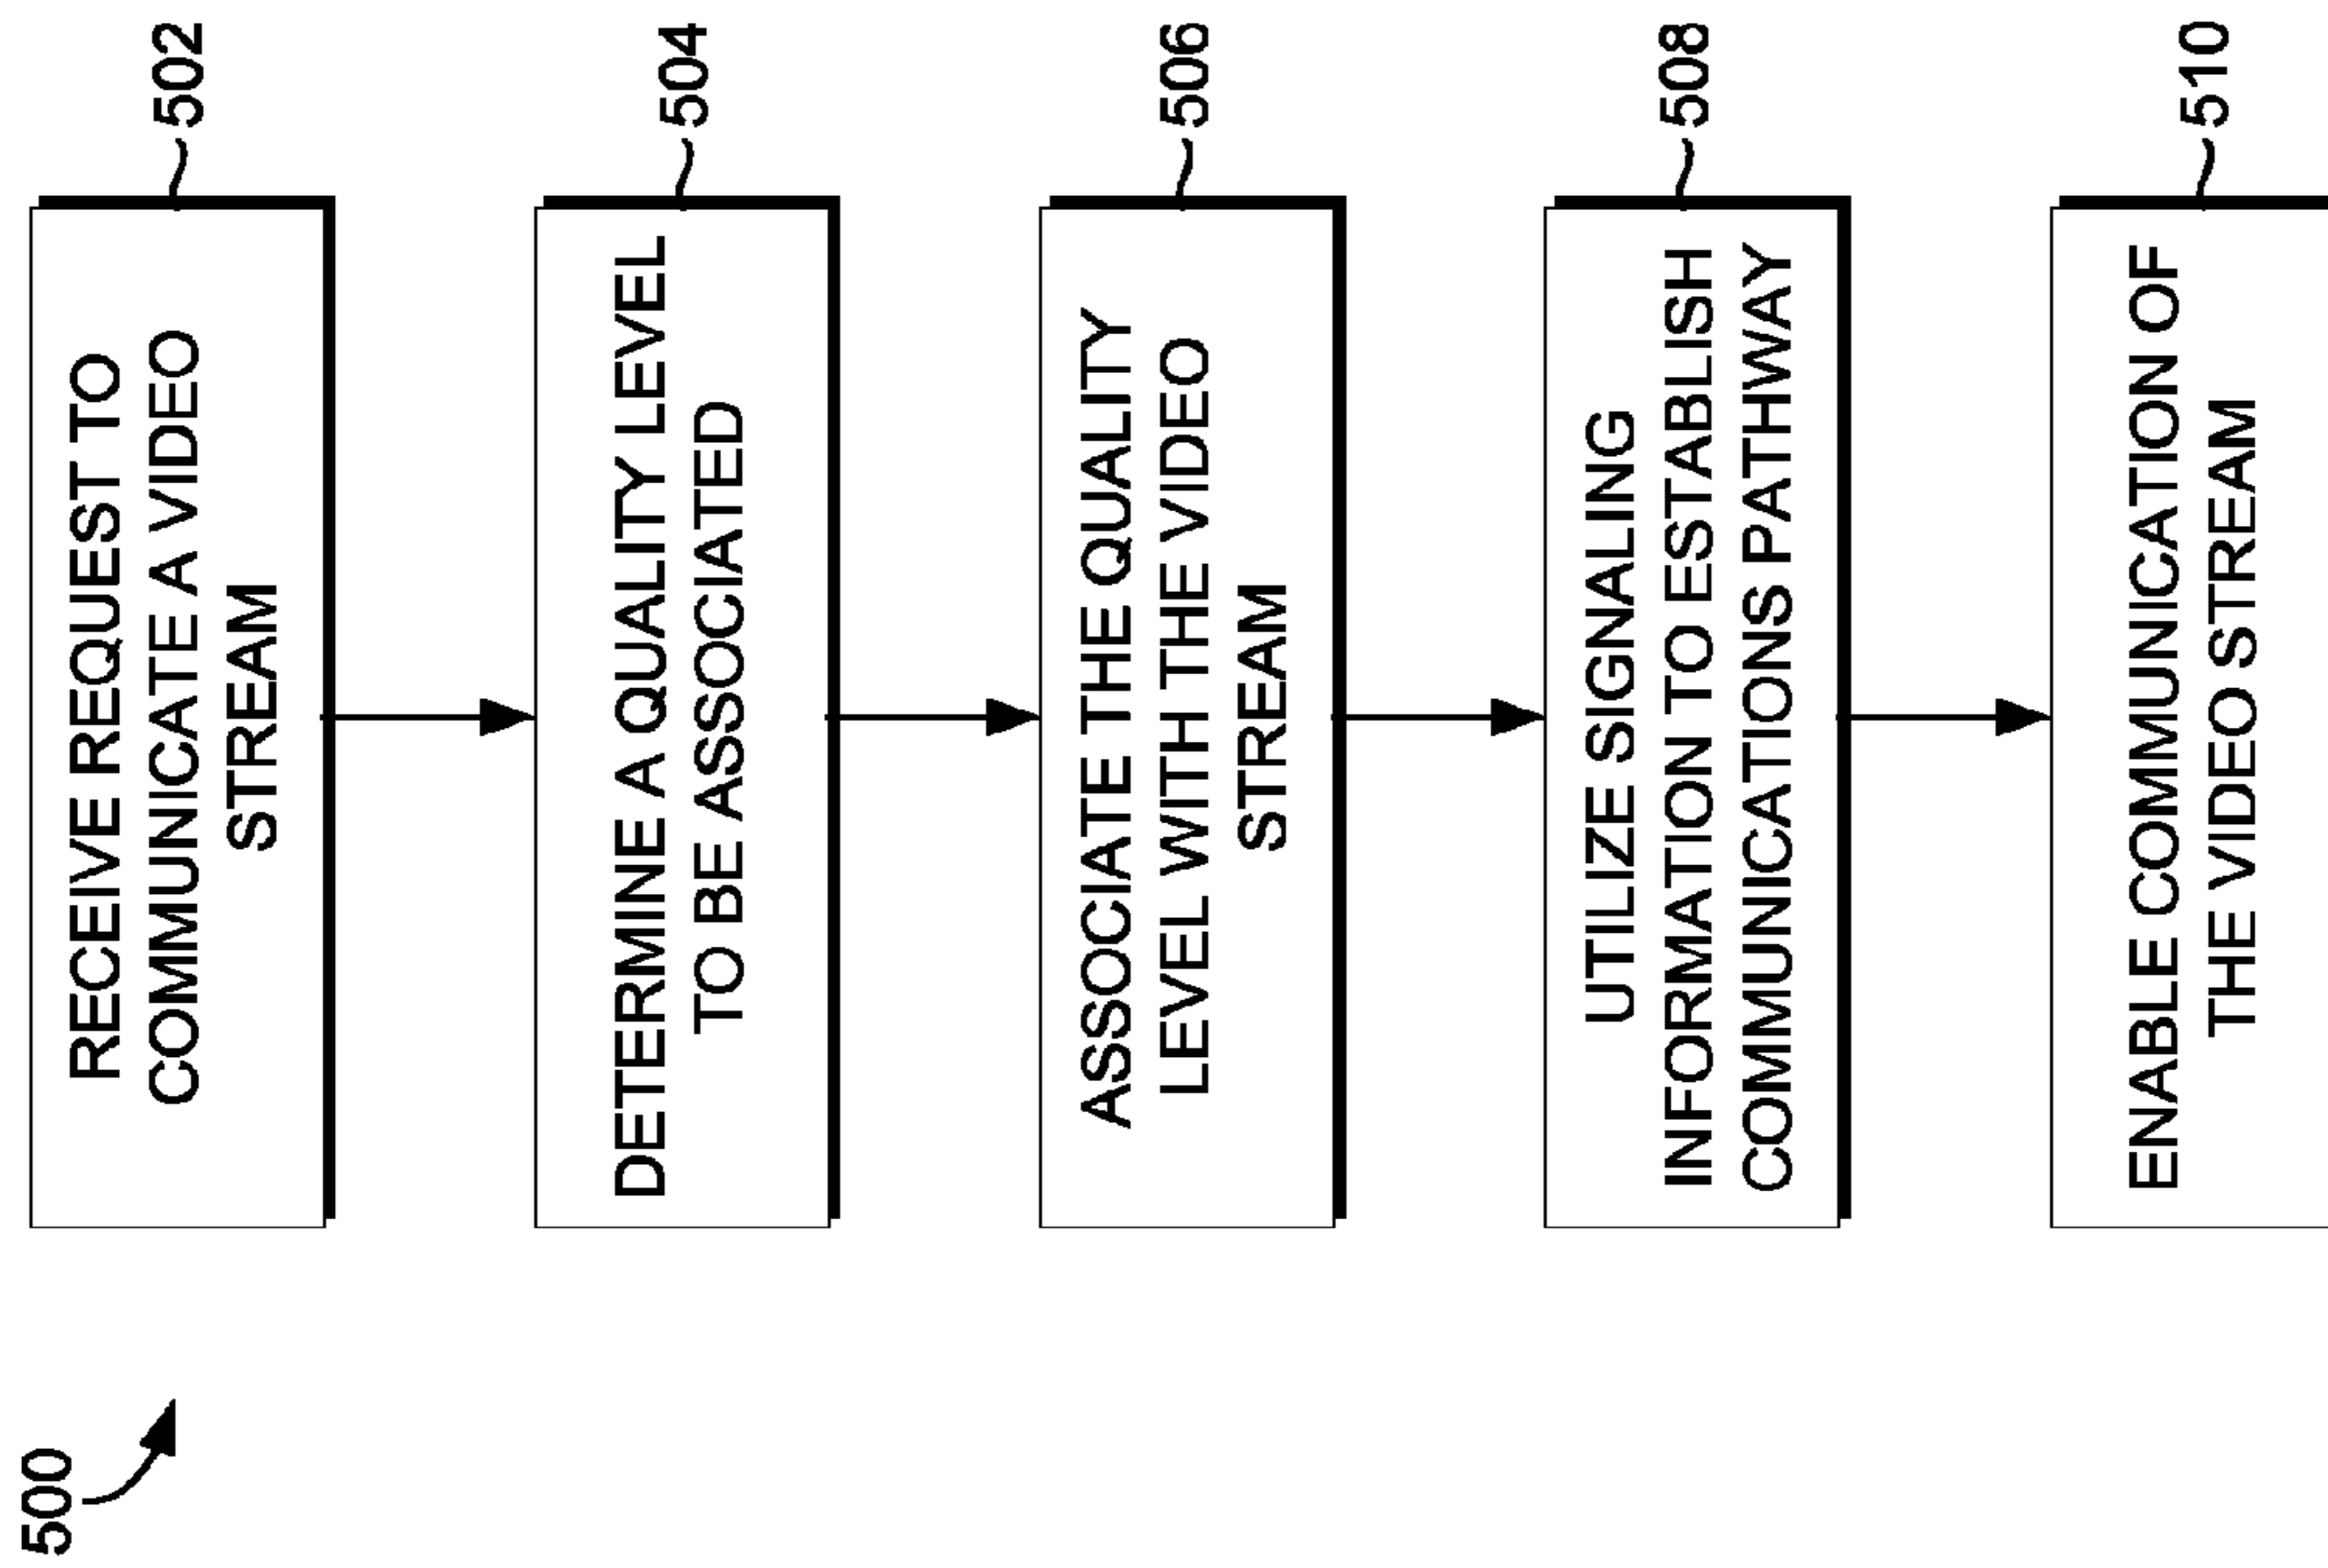 500
RECEIVE REQUEST TO
COMMUNICATE A VIDEO
STREAM
502
DETERMINE A QUALITY LEVEL
TO BE ASSOCIATED
504
ASSOCIATE THE QUALITY
LEVEL WITH THE VIDEO
STREAM
506
UTILIZE SIGNALING
INFORMATION TO ESTABLISH
COMMUNICATIONS PATHWAY
508
ENABLE COMMUNICATION OF
THE VIDEO STREAM
510